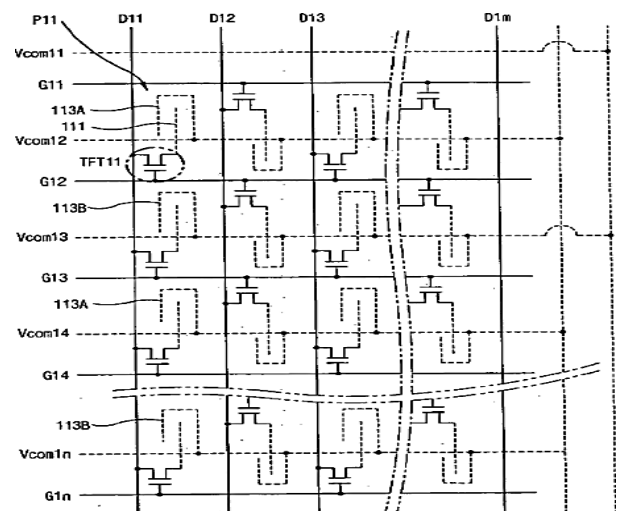 P11
D11
D12
D13
D1m
Vcom11
G11
113A
111
Vcom12
TFT11
G12
113B
Vcom13
G13
113A
Vcom14
G14
113B
Vcom1n
G1n